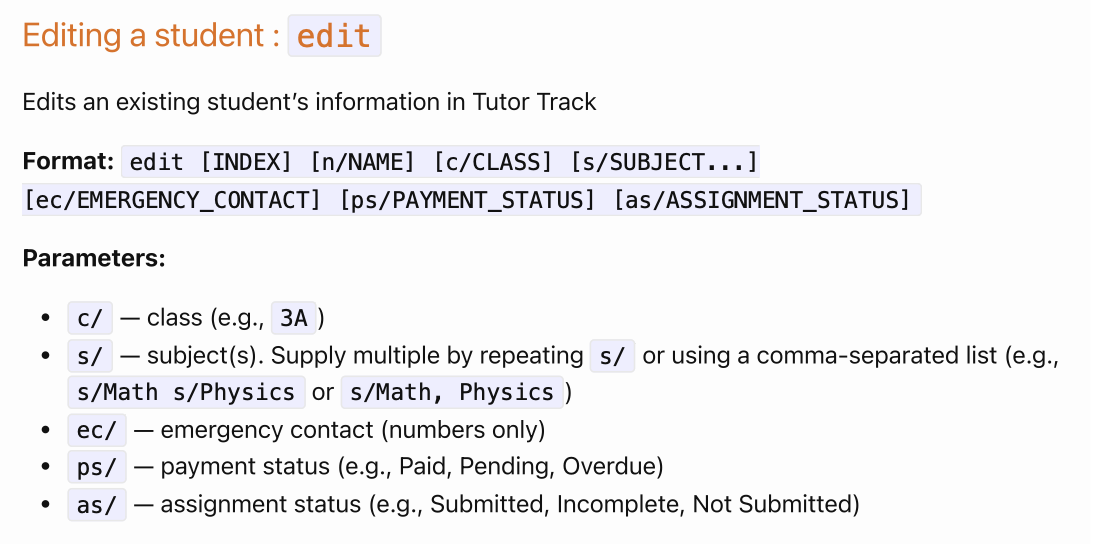 Editing a student : edit
Edits an existing student’s information in Tutor Track
Format: edit [INDEX] [n/NAME] [c/CLASS] [s/SUBJECT...]
[ec/EMERGENCY_CONTACT] [ps/PAYMENT_STATUS] [as/ASSIGNMENT_STATUS]
Parameters:
• c/ — class (e.g., 3A)
• s/ — subject(s). Supply multiple by repeating s/ or using a comma-separated list (e.g.,
s/Math s/Physics or s/Math, Physics)
• ec/ — emergency contact (numbers only)
• ps/ — payment status (e.g., Paid, Pending, Overdue)
• as/ — assignment status (e.g., Submitted, Incomplete, Not Submitted)